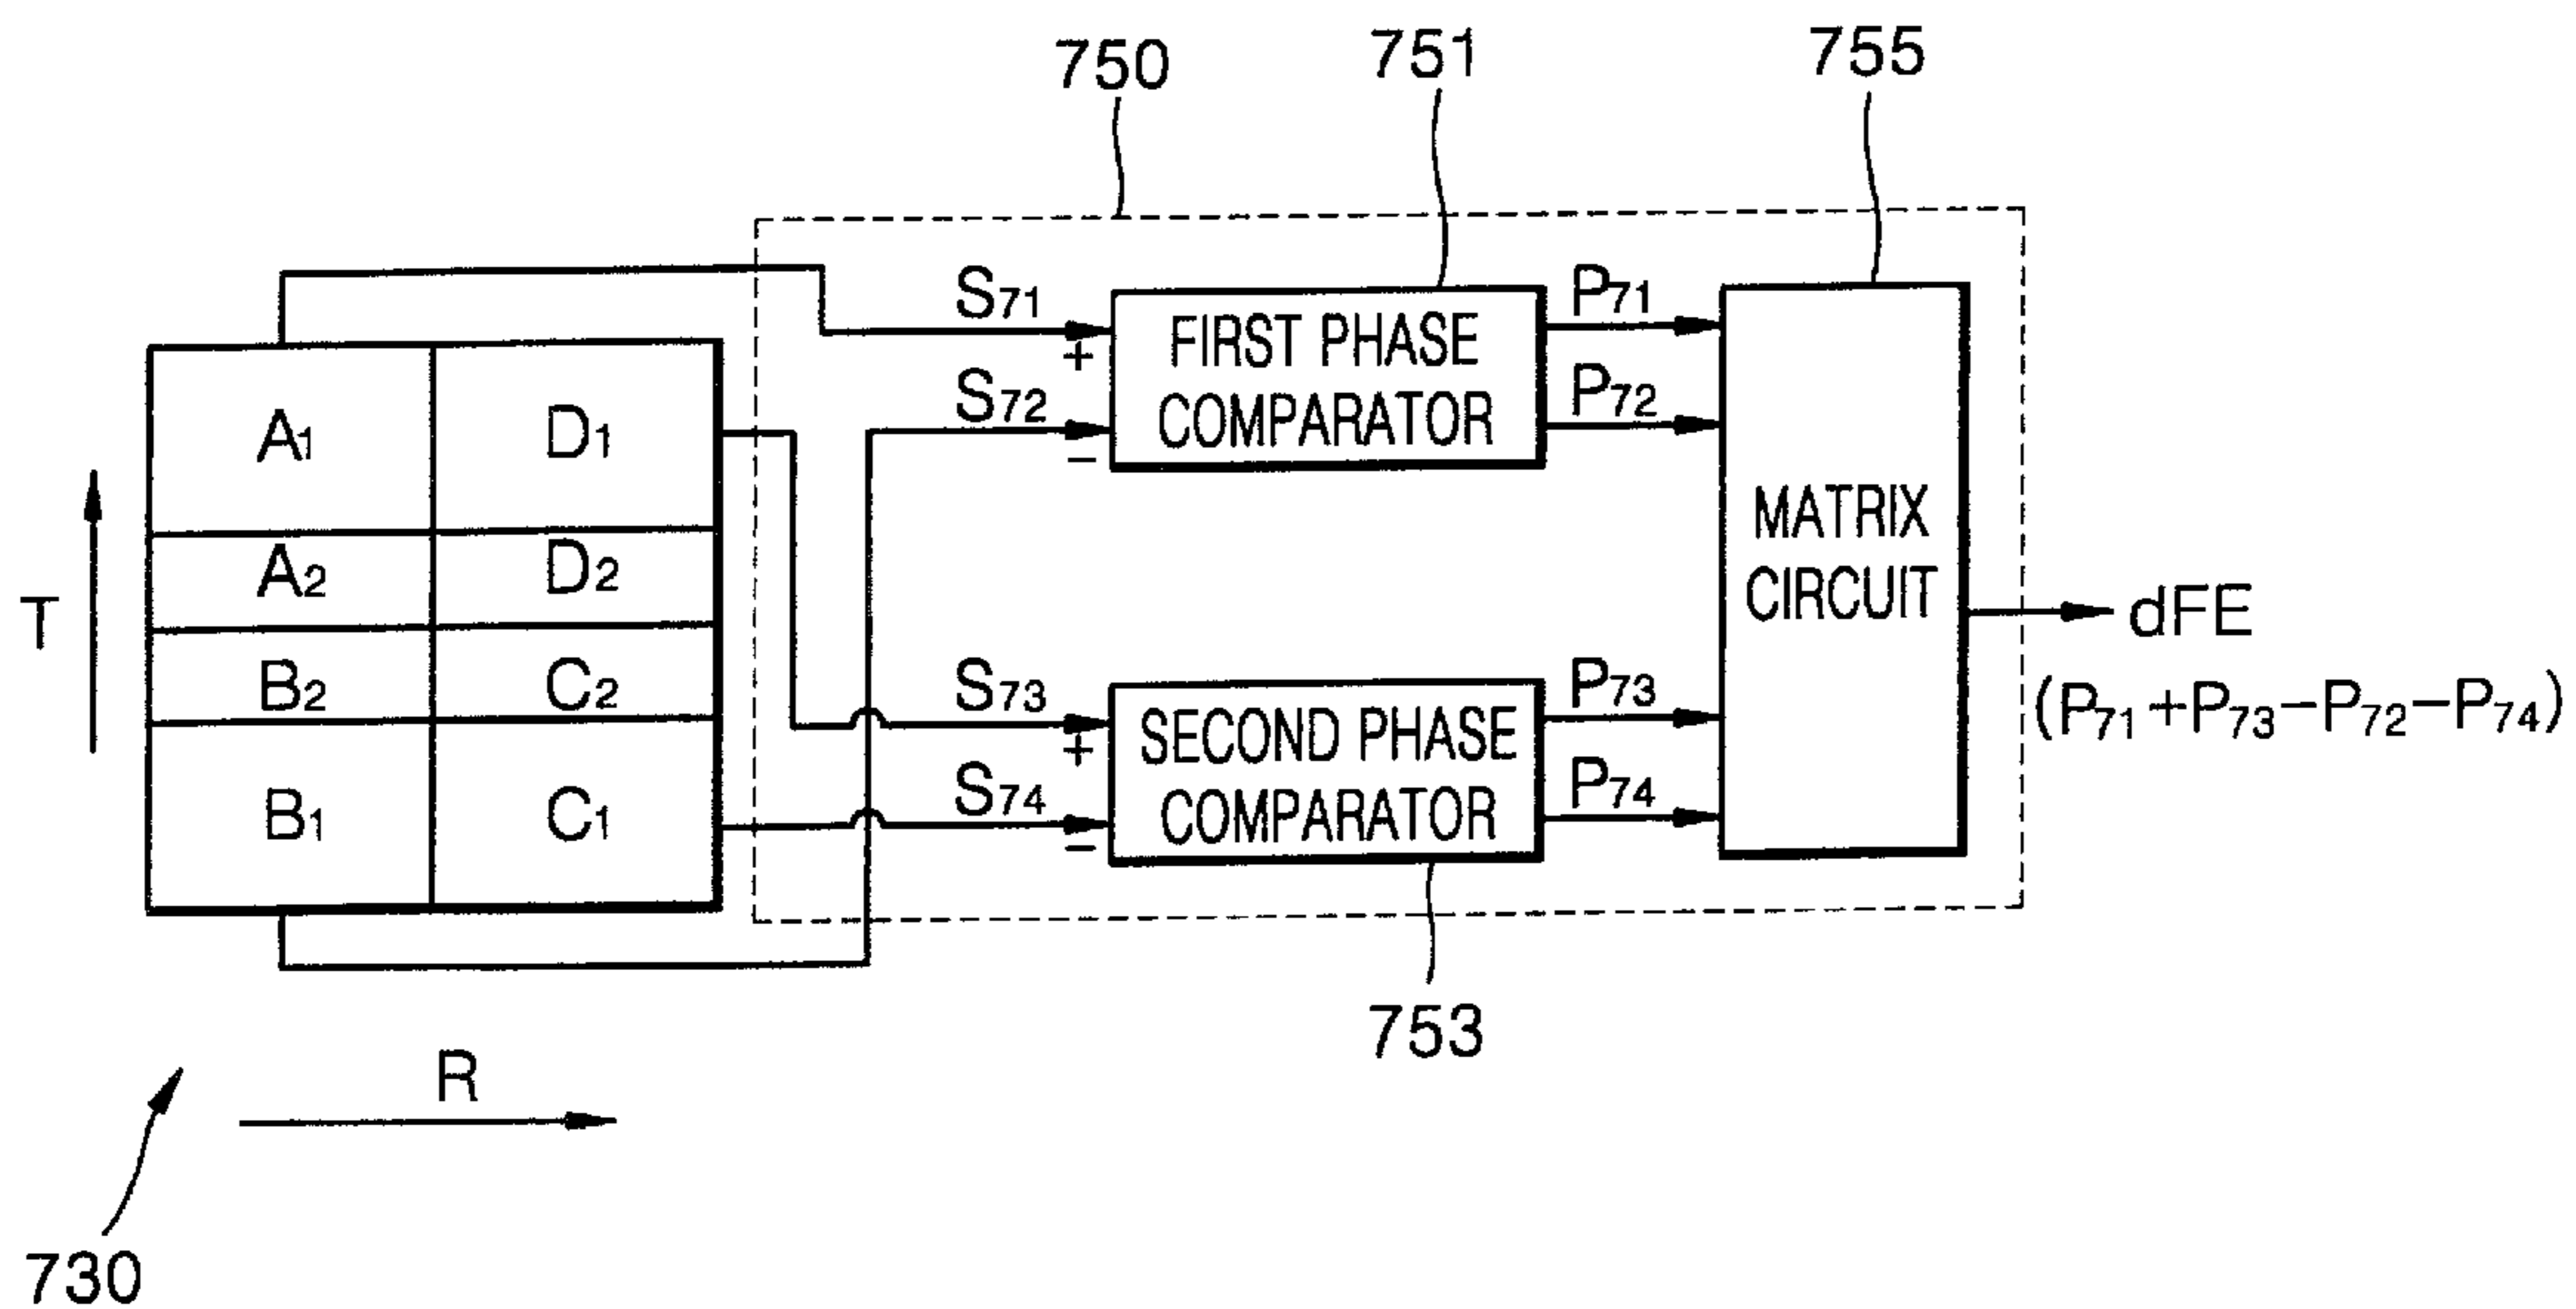 750
751
755
S71
+
S72
−
FIRST PHASE
COMPARATOR
P71
P72
A1
D1
A2
D2
B2
C2
B1
C1
T
MATRIX
CIRCUIT
dFE
(P71+P73−P72−P74)
S73
+
S74
−
SECOND PHASE
COMPARATOR
P73
P74
753
R
730